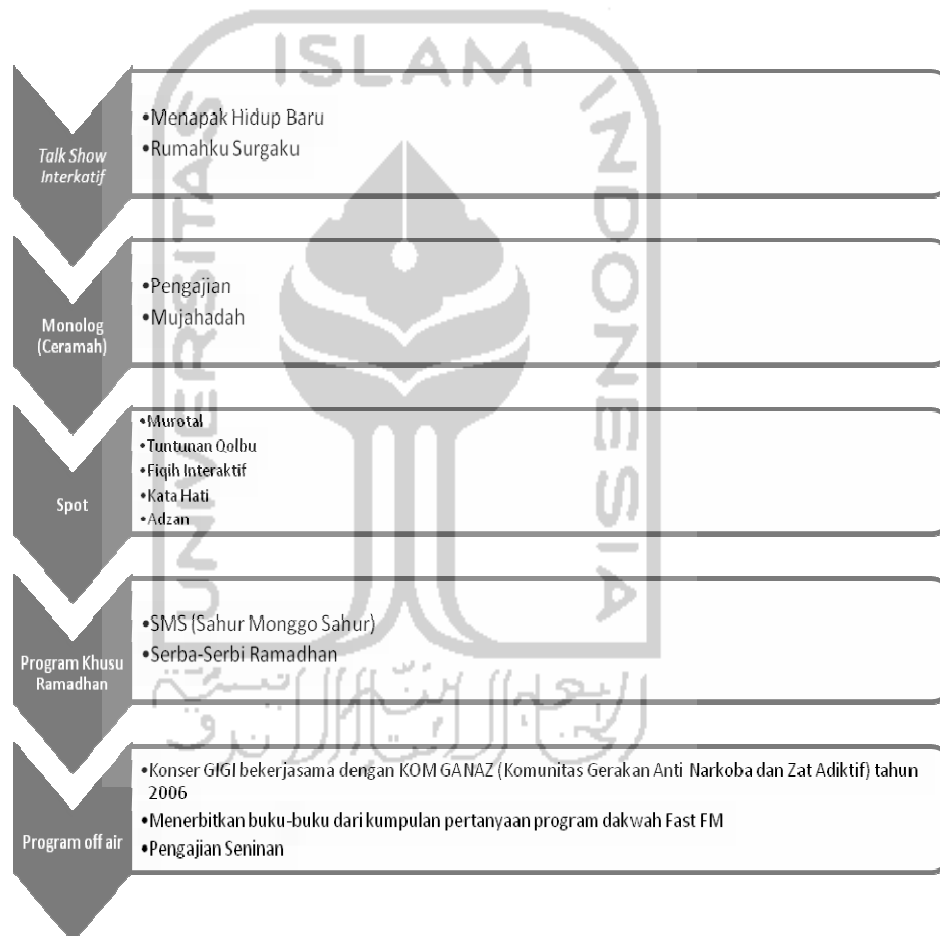 ISLAM
UNIVERSITAS
INDONESIA
Talk Show
Interkatif
•Menapak Hidup Baru
•Rumahku Surgaku
Monolog
(Ceramah)
•Pengajian
•Mujahadah
Spot
•Murotal
•Tuntunan Qolbu
•Fiqih Interaktif
•Kata Hati
•Adzan
Program Khusu
Ramadhan
•SMS (Sahur Monggo Sahur)
•Serba-Serbi Ramadhan
Program off air
•Konser GIGI bekerjasama dengan KOM GANAZ (Komunitas Gerakan Anti Narkoba dan Zat Adiktif) tahun
2006
•Menerbitkan buku-buku dari kumpulan pertanyaan program dakwah Fast FM
•Pengajian Seninan